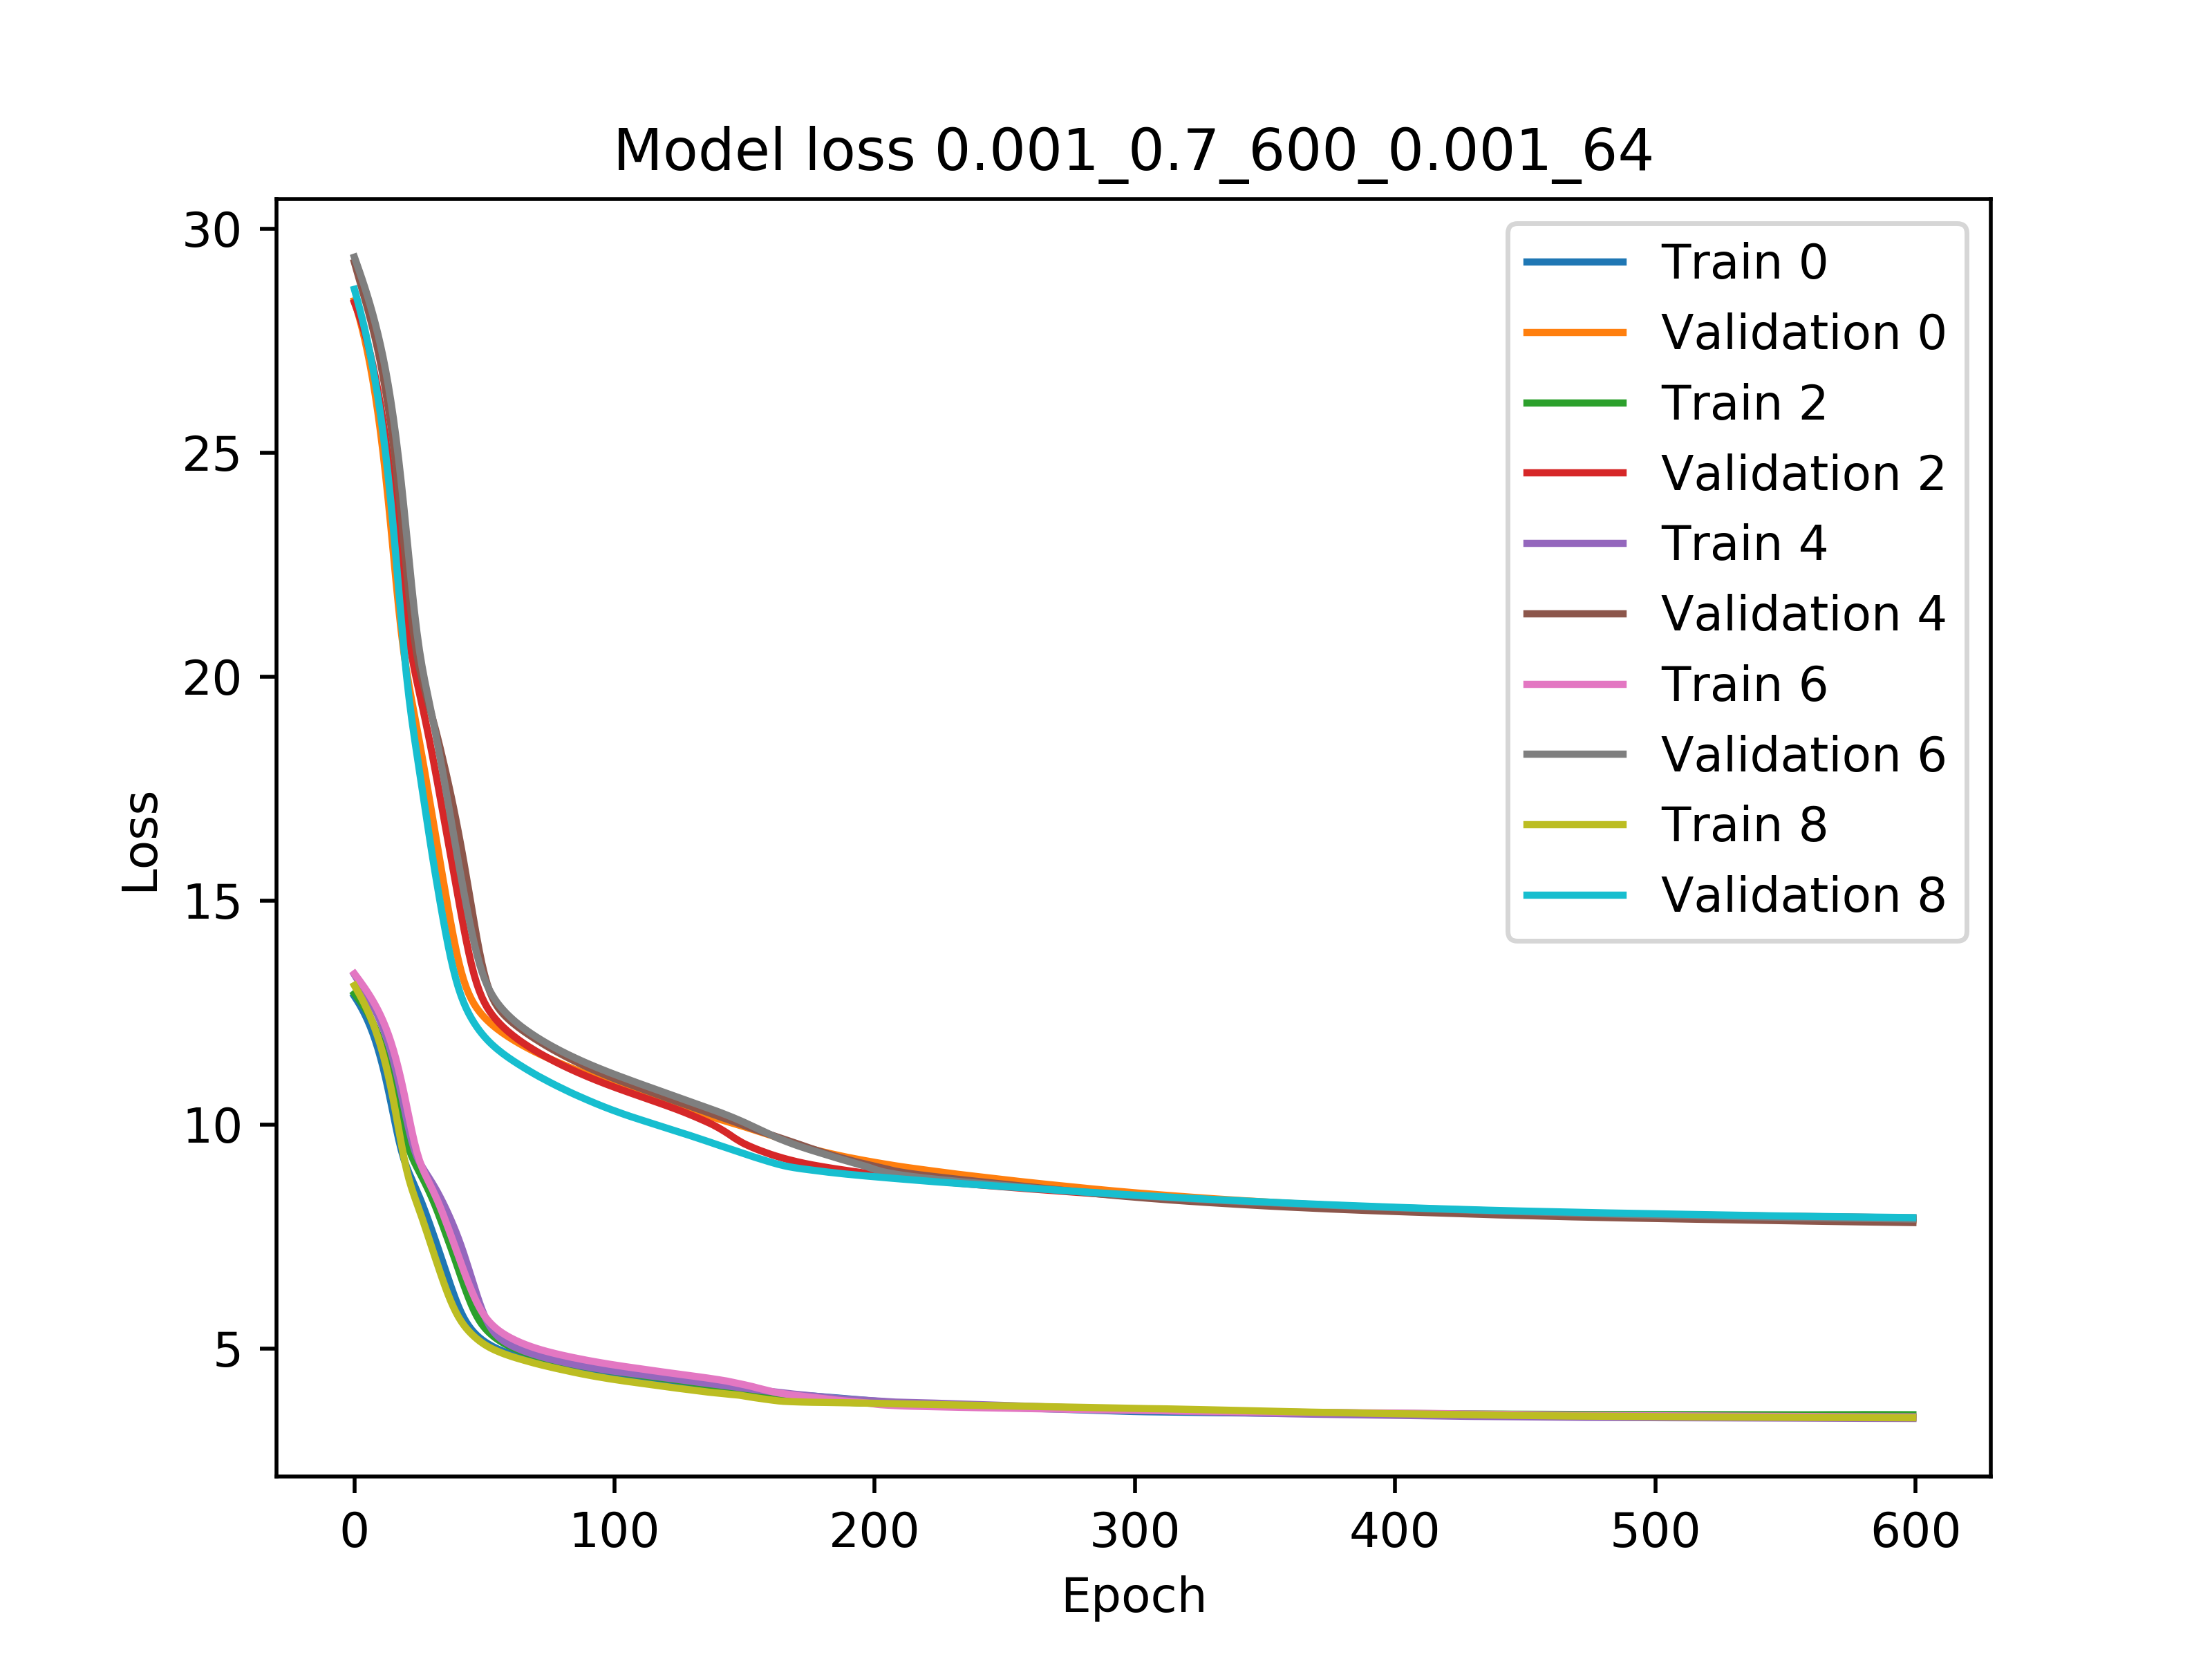 Model loss 0.001_0.7_600_0.001_64
30
25
20
15
10
5
Loss
Train 0
Validation 0
Train 2
Validation 2
Train 4
Validation 4
Train 6
Validation 6
Train 8
Validation 8
0 100 200 300 400 500 600
Epoch